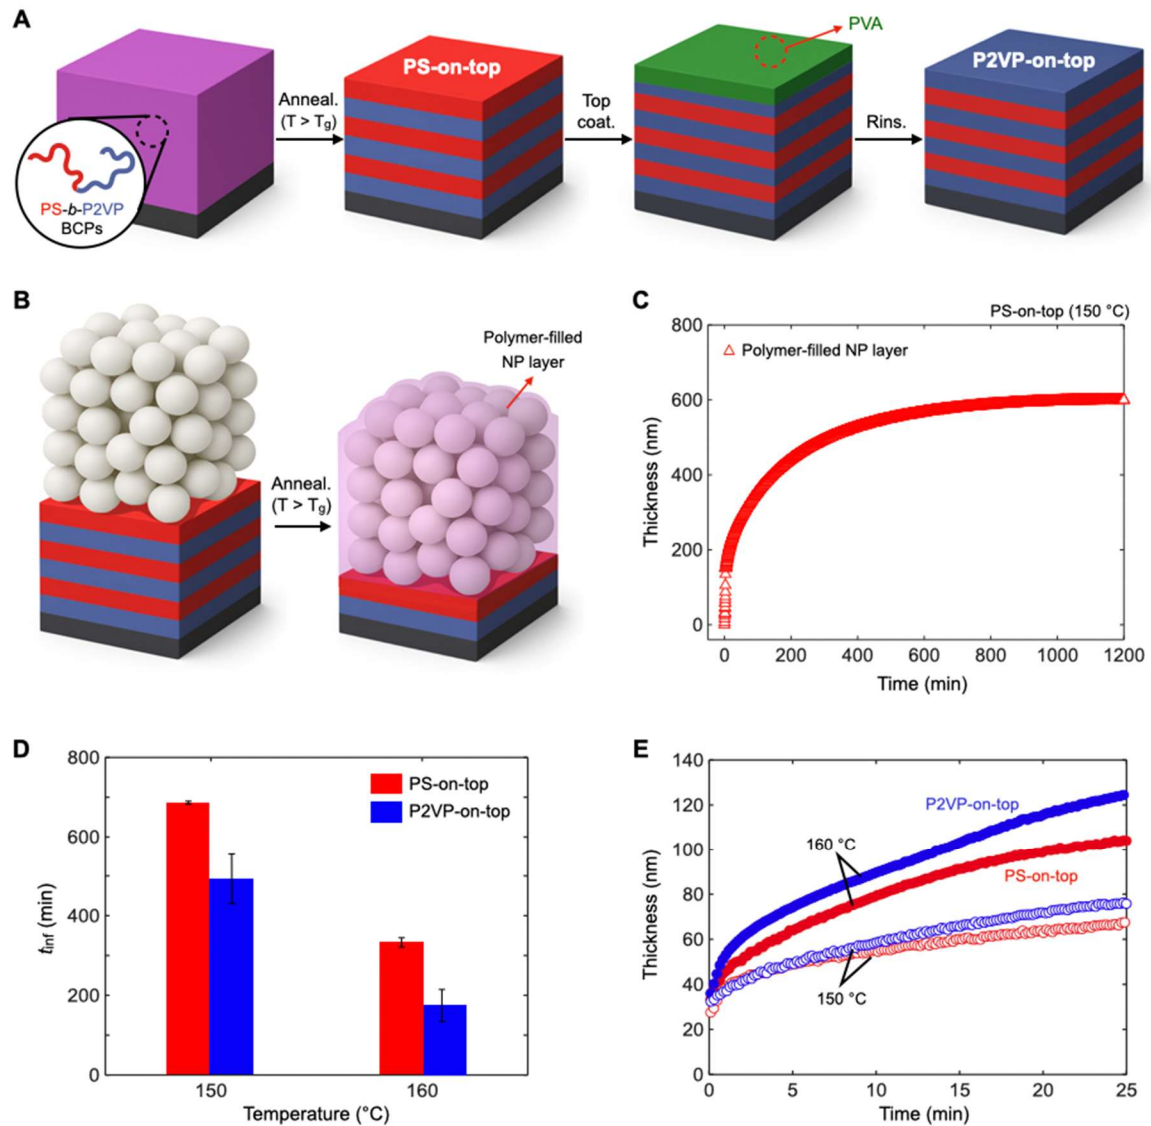 A
PVA
PS-on-top
P2VP-on-top
Anneal.
(T > Tg)
Top
coat.
Rins.
PS-b-P2VP
BCPs
B
Polymer-filled
NP layer
Anneal.
(T > Tg)
C
PS-on-top (150 °C)
Polymer-filled NP layer
Thickness (nm)
800
600
400
200
0
0 200 400 600 800 1000 1200
Time (min)
D
PS-on-top
P2VP-on-top
tinf (min)
800
600
400
200
0
150 160
Temperature (°C)
E
P2VP-on-top
160 °C
PS-on-top
150 °C
Thickness (nm)
140
120
100
80
60
40
20
0
0 5 10 15 20 25
Time (min)